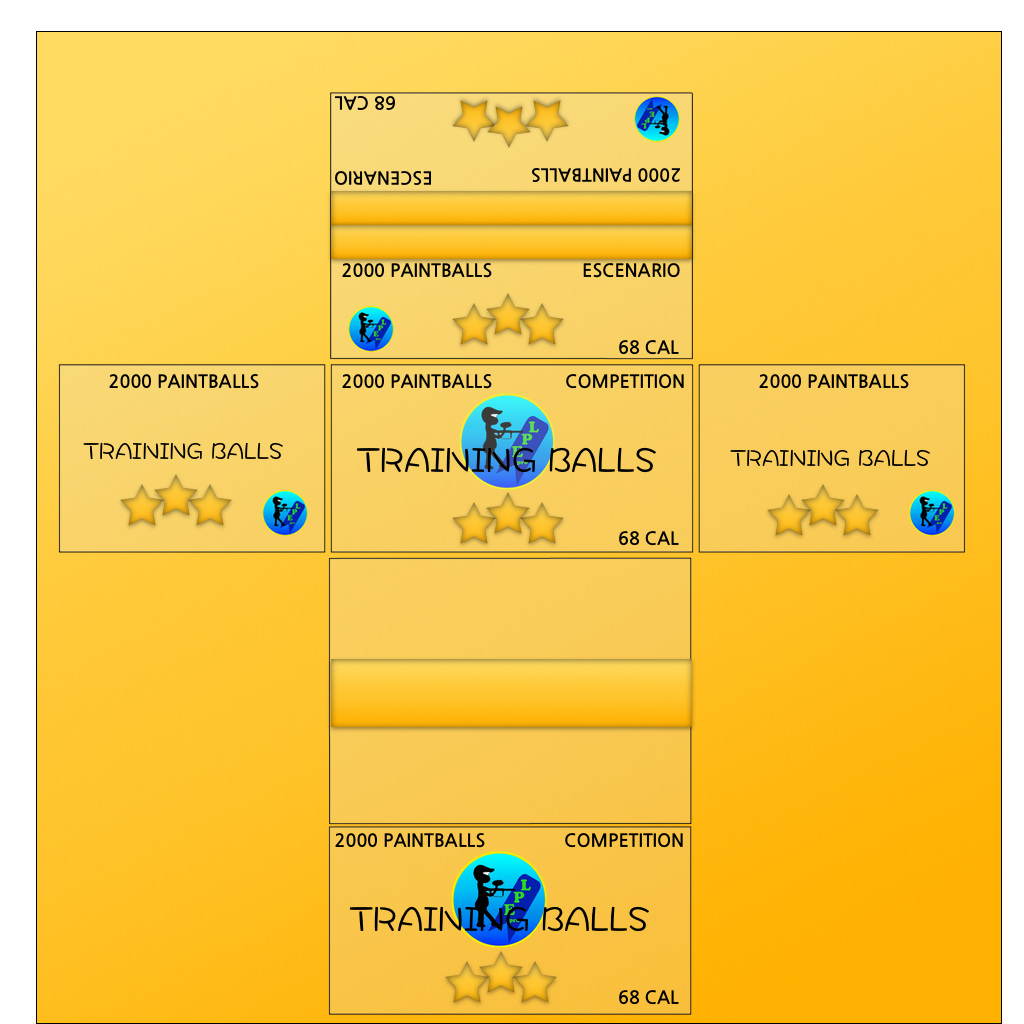 68 CAL
ESCENARIO
2000 PAINTBALLS
2000 PAINTBALLS ESCENARIO
68 CAL
2000 PAINTBALLS
TRAINING BALLS
2000 PAINTBALLS COMPETITION
TRAINING BALLS
68 CAL
2000 PAINTBALLS
TRAINING BALLS
2000 PAINTBALLS COMPETITION
L
P
E
TRAINING BALLS
68 CAL